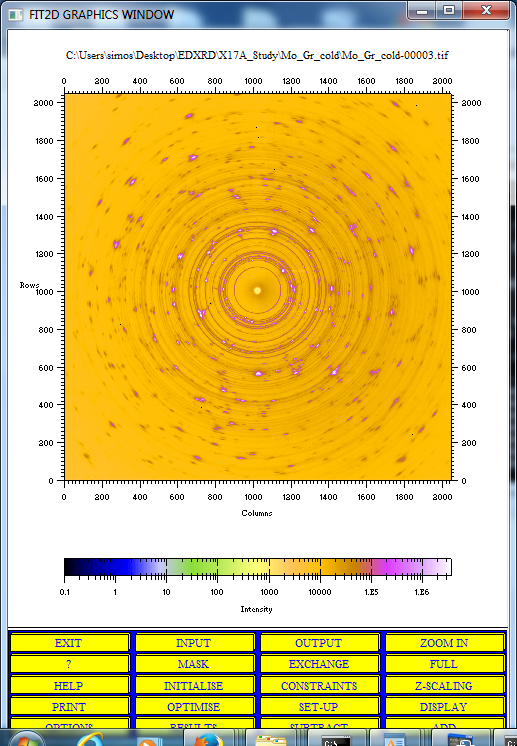 FIT2D GRAPHICS WINDOW
C:\Users\simos\Desktop\EDXRD\X17A_Study\Mo_Gr_cold\Mo_Gr_cold-00003.tif
0 200 400 600 800 1000 1200 1400 1600 1800 2000
2000 2000
1800 1800
1600 1600
1400 1400
1200 1200
Rows
1000 1000
800 800
600 600
400 400
200 200
0 0
0 200 400 600 800 1000 1200 1400 1600 1800 2000
Columns
0.1 1 10 100 1000 10000 1.E5 1.E6
Intensity
EXIT INPUT OUTPUT ZOOM IN
? MASK EXCHANGE FULL
HELP INITIALISE CONSTRAINTS Z-SCALING
PRINT OPTIMISE SET-UP DISPLAY
OPTIONS RESULTS SUBTRACT ADD